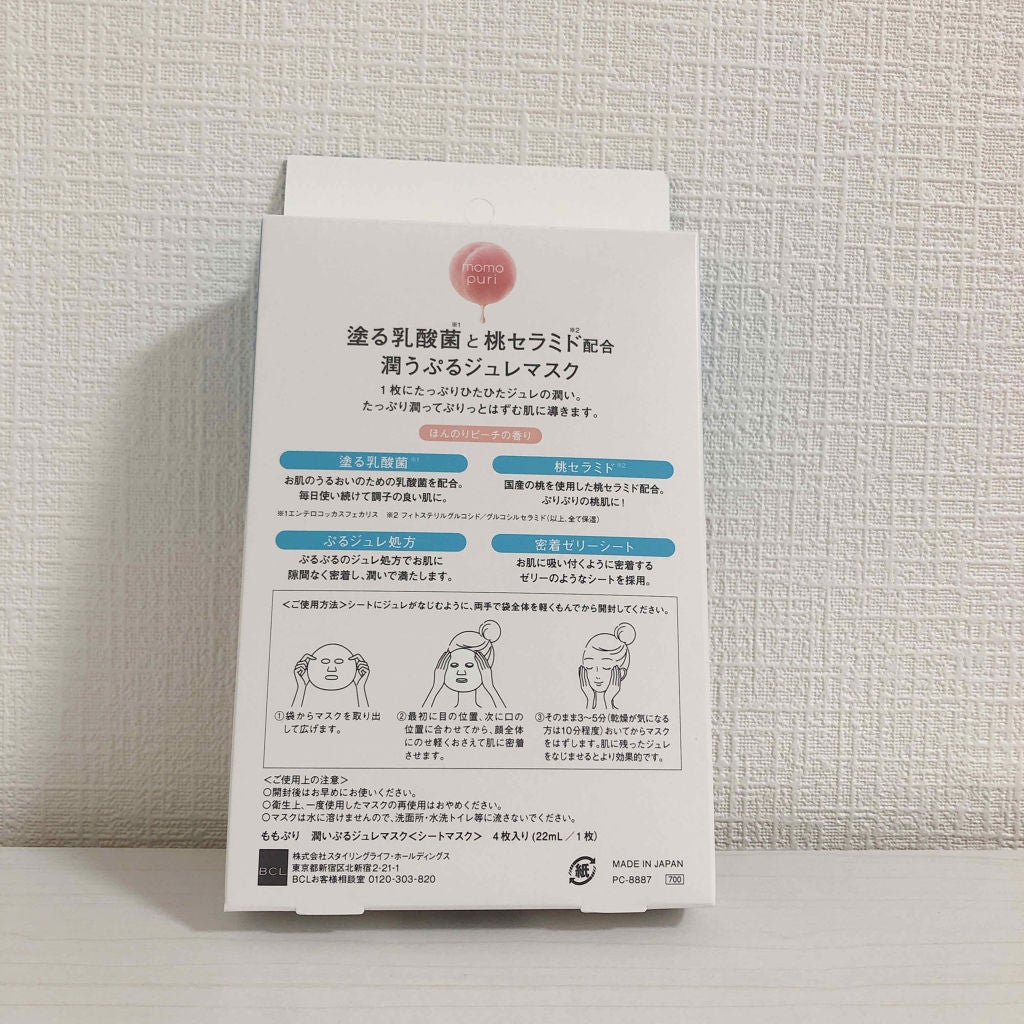 momo
puri
塗る乳酸菌※1と桃セラミド※2配合
潤うぷるジュレマスク
1枚にたっぷりひたひたジュレの潤い。
たっぷり潤ってぷりっとはずむ肌に導きます。
ほんのりピーチの香り
塗る乳酸菌※1
お肌のうるおいのための乳酸菌を配合。
毎日使い続けて調子の良い肌に。
桃セラミド※2
国産の桃を使用した桃セラミド配合。
ぷりぷりの桃肌に!
※1エンテロコッカスフェカリス ※2 フィトステリルグルコシド/グルコシルセラミド(以上、全て保湿)
ぷるジュレ処方
ぷるぷるのジュレ処方でお肌に
隙間なく密着し、潤いで満たします。
密着ゼリーシート
お肌に吸い付くように密着する
ゼリーのようなシートを採用。
<ご使用方法>シートにジュレがなじむように、両手で袋全体を軽くもんでから開封してください。
①袋からマスクを取り出
して広げます。
②最初に目の位置、次に口の
位置に合わせてから、顔全体
にのせ軽くおさえて肌に密着
させます。
③そのまま3〜5分(乾燥が気になる
方は10分程度)おいてからマスク
をはずします。肌に残ったジュレ
をなじませるとより効果的です。
<ご使用上の注意>
○開封後はお早めにお使いください。
○衛生上、一度使用したマスクの再使用はおやめください。
○マスクは水に溶けませんので、洗面所・水洗トイレ等に流さないでください。
ももぷり 潤いぷるジュレマスク<シートマスク> 4枚入り(22mL/1枚)
BCL
株式会社スタイリングライフ・ホールディングス
東京都新宿区北新宿2-21-1
BCLお客様相談室 0120-303-820
紙
MADE IN JAPAN
PC-8887 700